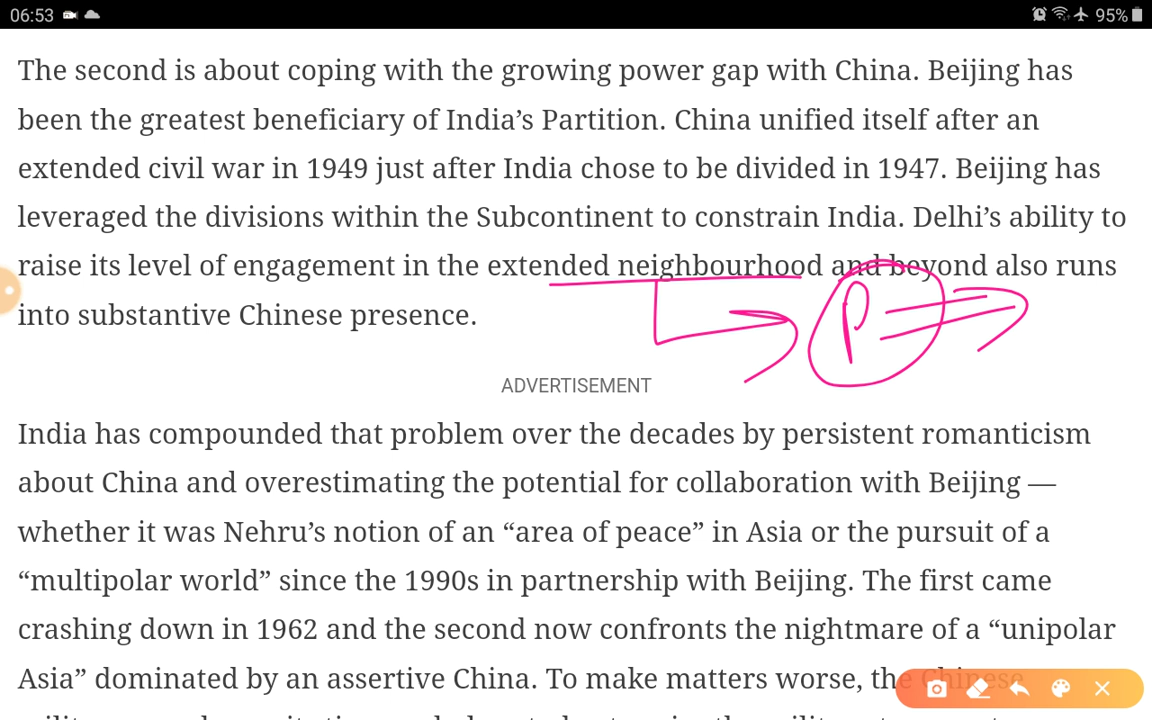 06:53 95%
The second is about coping with the growing power gap with China. Beijing has
been the greatest beneficiary of India’s Partition. China unified itself after an
extended civil war in 1949 just after India chose to be divided in 1947. Beijing has
leveraged the divisions within the Subcontinent to constrain India. Delhi’s ability to
raise its level of engagement in the extended neighbourhood and beyond also runs
into substantive Chinese presence.
P
ADVERTISEMENT
India has compounded that problem over the decades by persistent romanticism
about China and overestimating the potential for collaboration with Beijing —
whether it was Nehru’s notion of an “area of peace” in Asia or the pursuit of a
“multipolar world” since the 1990s in partnership with Beijing. The first came
crashing down in 1962 and the second now confronts the nightmare of a “unipolar
Asia” dominated by an assertive China. To make matters worse, the Chinese